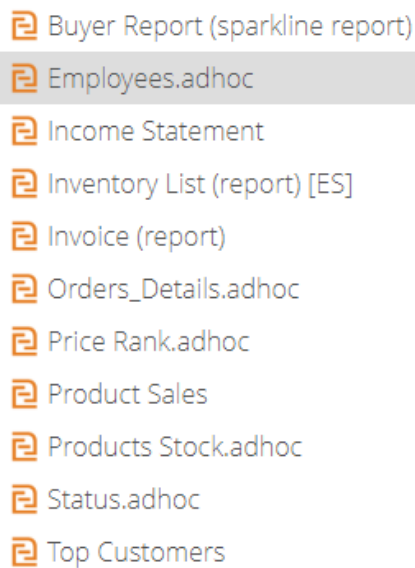 Buyer Report (sparkline report)
Employees.adhoc
Income Statement
Inventory List (report) [ES]
Invoice (report)
Orders_Details.adhoc
Price Rank.adhoc
Product Sales
Products Stock.adhoc
Status.adhoc
Top Customers